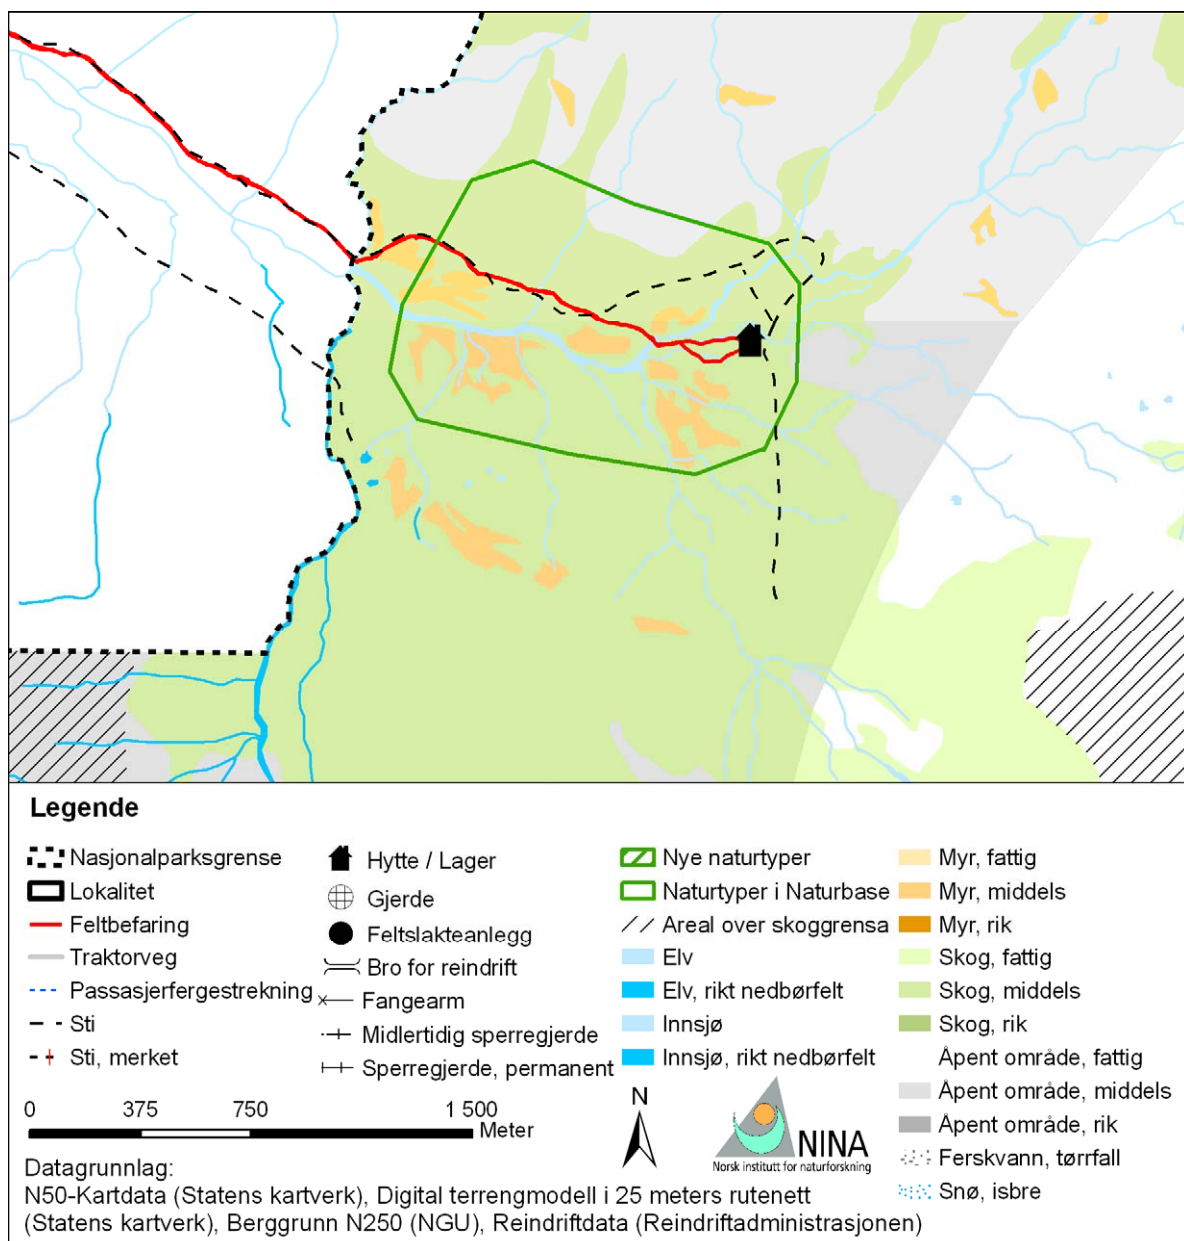 Legende
Nasjonalparksgrense
Lokalitet
Feltbefaring
Traktorveg
Passasjerfergestrekning
Sti
Sti, merket
Hytte / Lager
Gjerde
Feltslakteanlegg
Bro for reindrift
Fangearm
Midlertidig sperregjerde
Sperregjerde, permanent
Nye naturtyper
Naturtyper i Naturbase
Areal over skoggrensa
Elv
Elv, rikt nedbørfelt
Innsjø
Innsjø, rikt nedbørfelt
Myr, fattig
Myr, middels
Myr, rik
Skog, fattig
Skog, middels
Skog, rik
Åpent område, fattig
Åpent område, middels
Åpent område, rik
Ferskvann, tørrfall
Snø, isbre
0 375 750 1 500
Meter
N
NINA
Norsk institutt for naturforskning
Datagrunnlag:
N50-Kartdata (Statens kartverk), Digital terrengmodell i 25 meters rutenett
(Statens kartverk), Berggrunn N250 (NGU), Reindriftdata (Reindriftadministrasjonen)